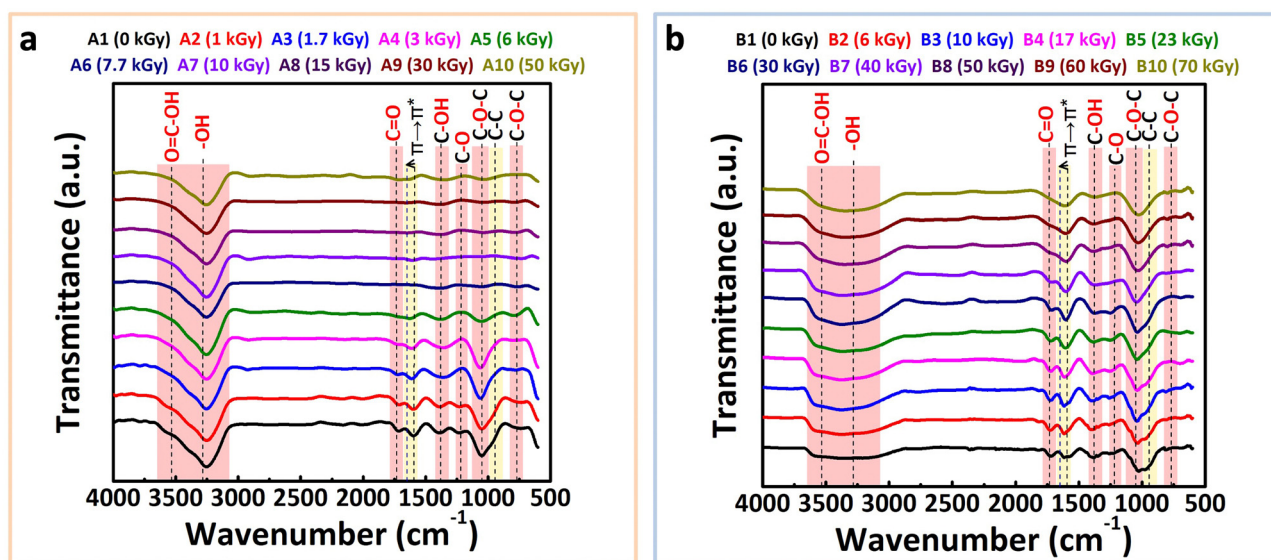 a
A1 (0 kGy) A2 (1 kGy) A3 (1.7 kGy) A4 (3 kGy) A5 (6 kGy)
A6 (7.7kGy) A7 (10 kGy) A8 (15 kGy) A9 (30 kGy) A10 (50 kGy)
O=C-OH
-OH
C=O
π→π*
C-OH
C-O
C-O-C
C-C
C-O-C
Transmittance (a.u.)
4000 3500 3000 2500 2000 1500 1000 500
Wavenumber (cm⁻¹)
b
B1 (0 kGy) B2 (6 kGy) B3 (10 kGy) B4 (17 kGy) B5 (23 kGy)
B6 (30 kGy) B7 (40 kGy) B8 (50 kGy) B9 (60 kGy) B10 (70 kGy)
O=C-OH
-OH
C=O
π→π*
C-OH
C-O
C-O-C
C-C
C-O-C
Transmittance (a.u.)
4000 3500 3000 2500 2000 1500 1000 500
Wavenumber (cm⁻¹)